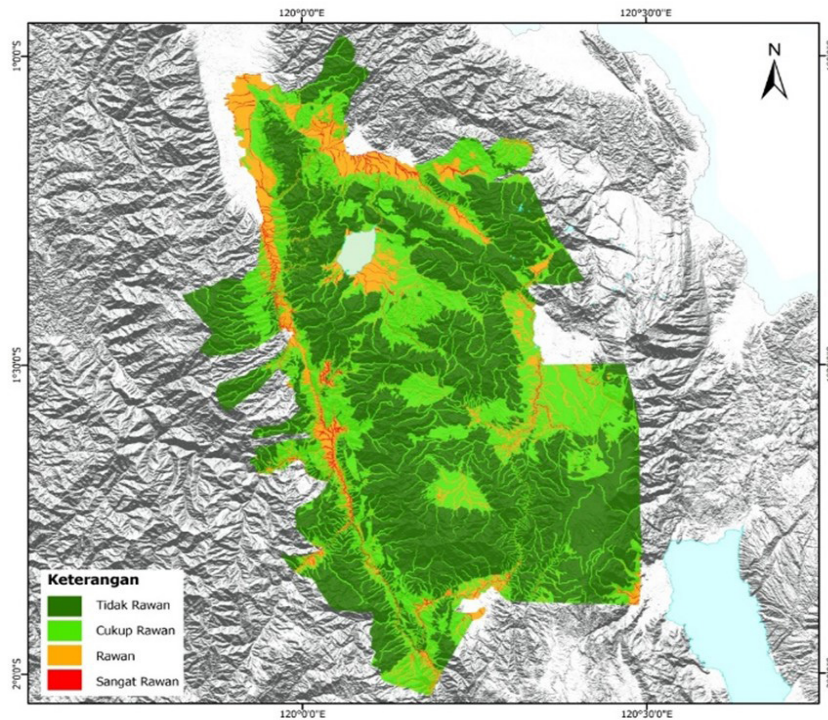 120°0'0"E 120°30'0"E
N
1°0'0"S
1°30'0"S
2°0'0"S
Keterangan
Tidak Rawan
Cukup Rawan
Rawan
Sangat Rawan
120°0'0"E 120°30'0"E